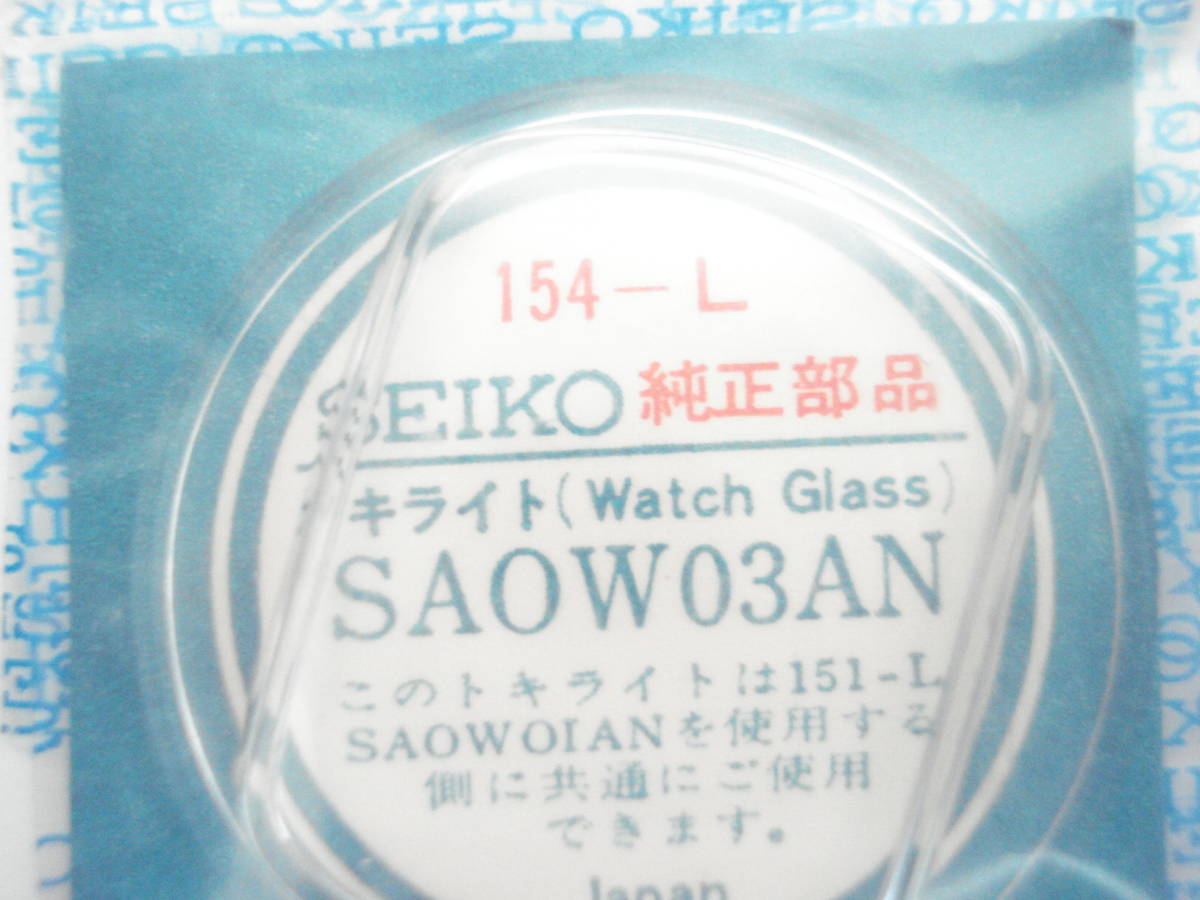 154-L
SEIKO 純正部品
トキライト(Watch Glass)
SAOW03AN
このトキライトは151-L
SAOWOIANを使用する
側に共通にご使用
できます。
Japan